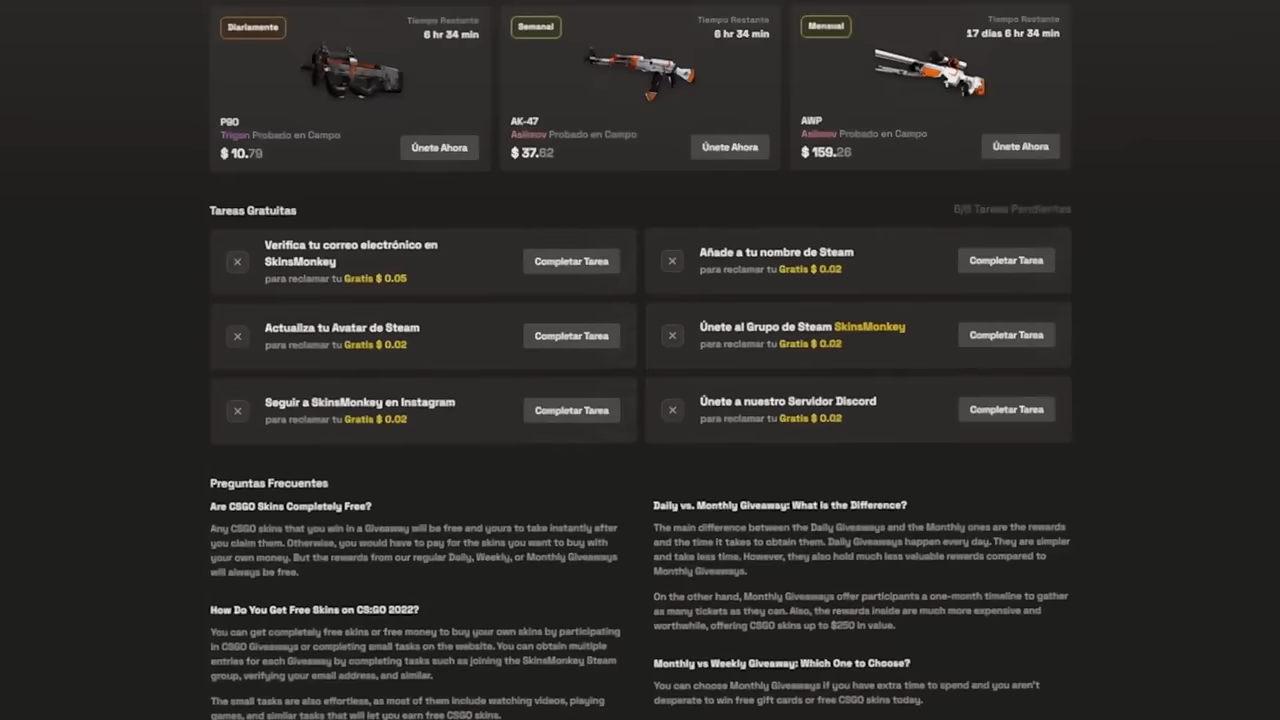 Diariamente
Tiempo Restante
6 hr 34 min
P90
Trigon Probado en Campo
$ 10.79
Únete Ahora
Semanal
Tiempo Restante
6 hr 34 min
AK-47
Asiimov Probado en Campo
$ 37.62
Únete Ahora
Mensual
Tiempo Restante
17 días 6 hr 34 min
AWP
Asiimov Probado en Campo
$ 159.26
Únete Ahora
Tareas Gratuitas
Tareas Pendientes
Verifica tu correo electrónico en
SkinsMonkey
para reclamar tu Gratis $ 0.05
Completar Tarea
Añade a tu nombre de Steam
para reclamar tu Gratis $ 0.02
Completar Tarea
Actualiza tu Avatar de Steam
para reclamar tu Gratis $ 0.02
Completar Tarea
Únete al Grupo de Steam SkinsMonkey
para reclamar tu Gratis $ 0.02
Completar Tarea
Seguir a SkinsMonkey en Instagram
para reclamar tu Gratis $ 0.02
Completar Tarea
Únete a nuestro Servidor Discord
para reclamar tu Gratis $ 0.02
Completar Tarea
Preguntas Frecuentes
Are CSGO Skins Completely Free?
Any CSGO skins that you win in a Giveaway will be free and yours to take instantly after
you claim them. Otherwise, you would have to pay for the skins you want to buy with
your own money. But the rewards from our regular Daily, Weekly, or Monthly Giveaways
will always be free.
How Do You Get Free Skins on CS:GO 2022?
You can get completely free skins or free money to buy your own skins by participating
in CSGO Giveaways or completing small tasks on the website. You can obtain multiple
entries for each Giveaway by completing tasks such as joining the SkinsMonkey Steam
group, verifying your email address, and similar.
The small tasks are also effortless, as most of them include watching videos, playing
games, and similar tasks that will let you earn free CSGO skins.
Daily vs. Monthly Giveaway: What Is the Difference?
The main difference between the Daily Giveaways and the Monthly ones are the rewards
and the time it takes to obtain them. Daily Giveaways happen every day. They are simpler
and take less time. However, they also hold much less valuable rewards compared to
Monthly Giveaways.
On the other hand, Monthly Giveaways offer participants a one-month timeline to gather
as many tickets as they can. Also, the rewards inside are much more expensive and
worthwhile, offering CSGO skins up to $250 in value.
Monthly vs Weekly Giveaway: Which One to Choose?
You can choose Monthly Giveaways if you have extra time to spend and you aren't
desperate to win free gift cards or free CSGO skins today.